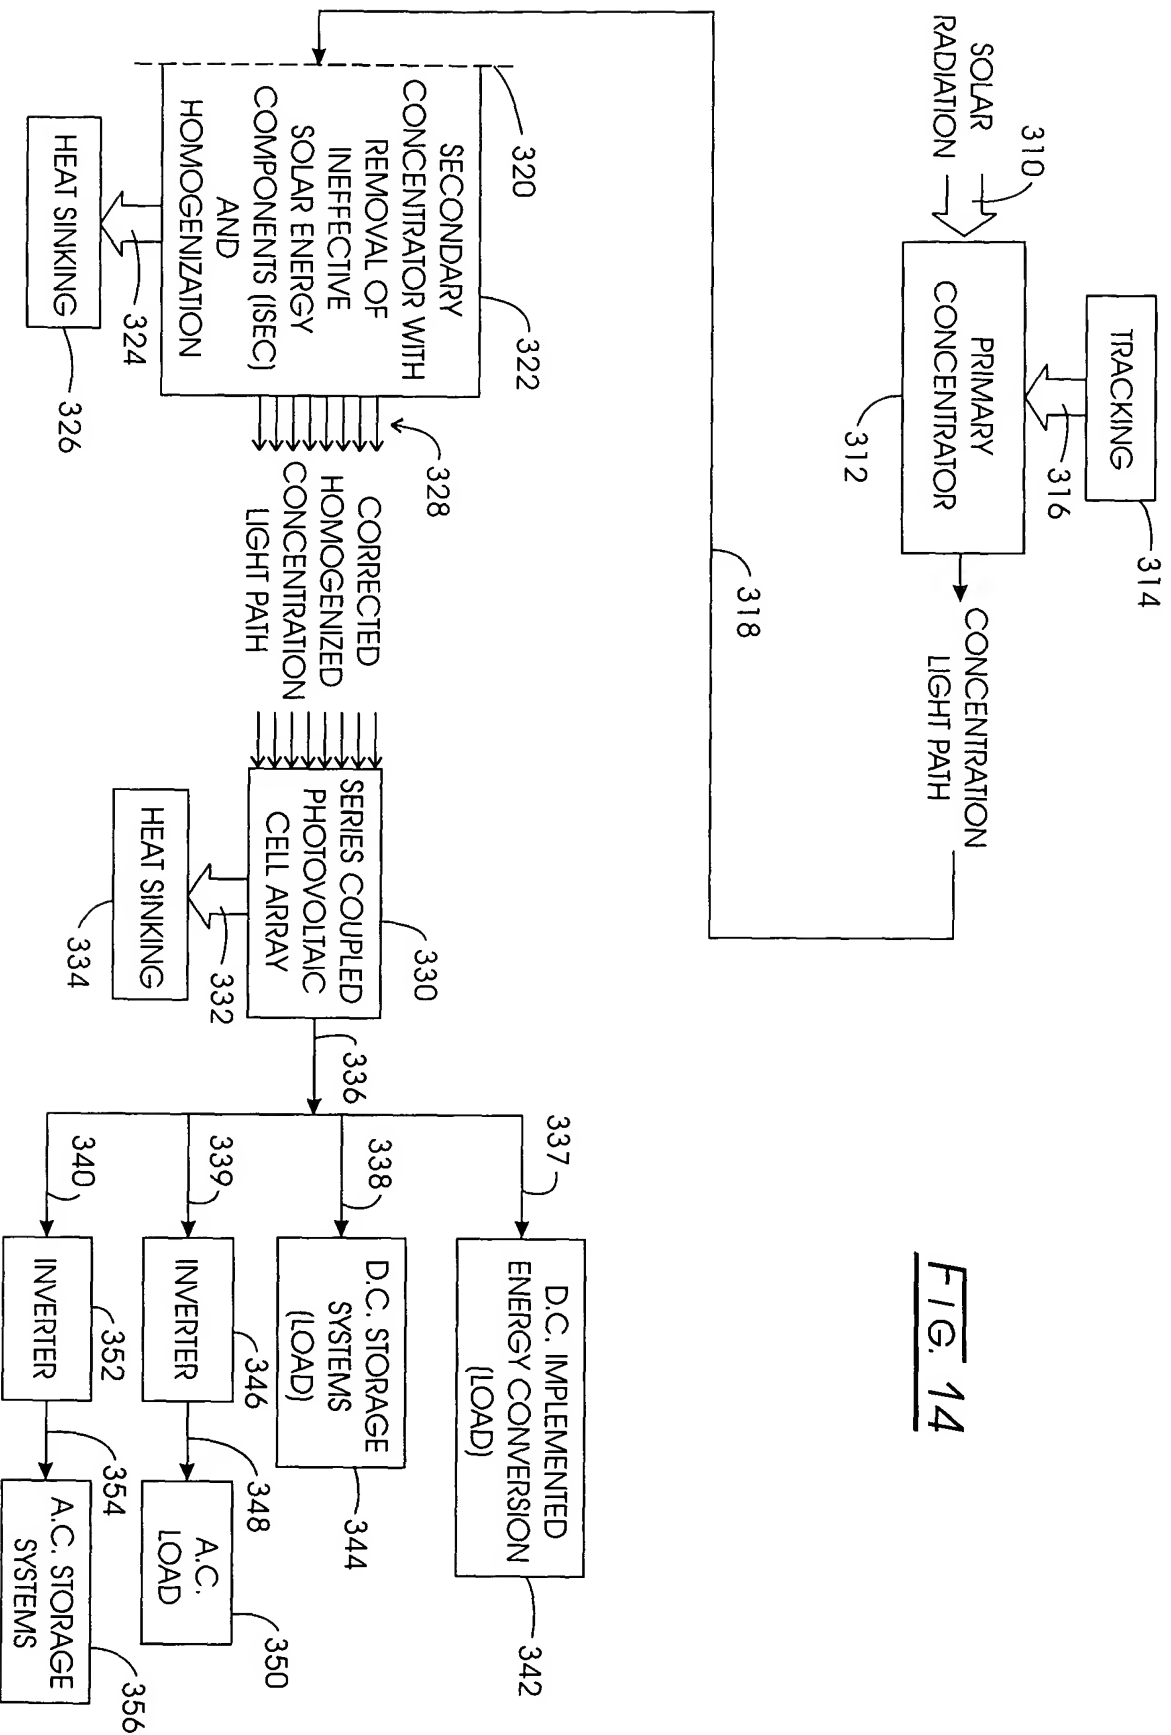 TRACKING
314
316
SOLAR
RADIATION
310
PRIMARY
CONCENTRATOR
312
CONCENTRATION
LIGHT PATH
FIG. 14
318
320
SECONDARY
CONCENTRATOR WITH
REMOVAL OF
INEFFECTIVE
SOLAR ENERGY
COMPONENTS (ISEC)
AND
HOMOGENIZATION
322
324
HEAT SINKING
326
328
CORRECTED
HOMOGENIZED
CONCENTRATION
LIGHT PATH
SERIES COUPLED
PHOTOVOLTAIC
CELL ARRAY
330
332
HEAT SINKING
334
336
337
D.C. IMPLEMENTED
ENERGY CONVERSION
(LOAD)
342
338
D.C. STORAGE
SYSTEMS
(LOAD)
344
339
INVERTER
346
348
A.C.
LOAD
350
340
INVERTER
352
354
A.C. STORAGE
SYSTEMS
356